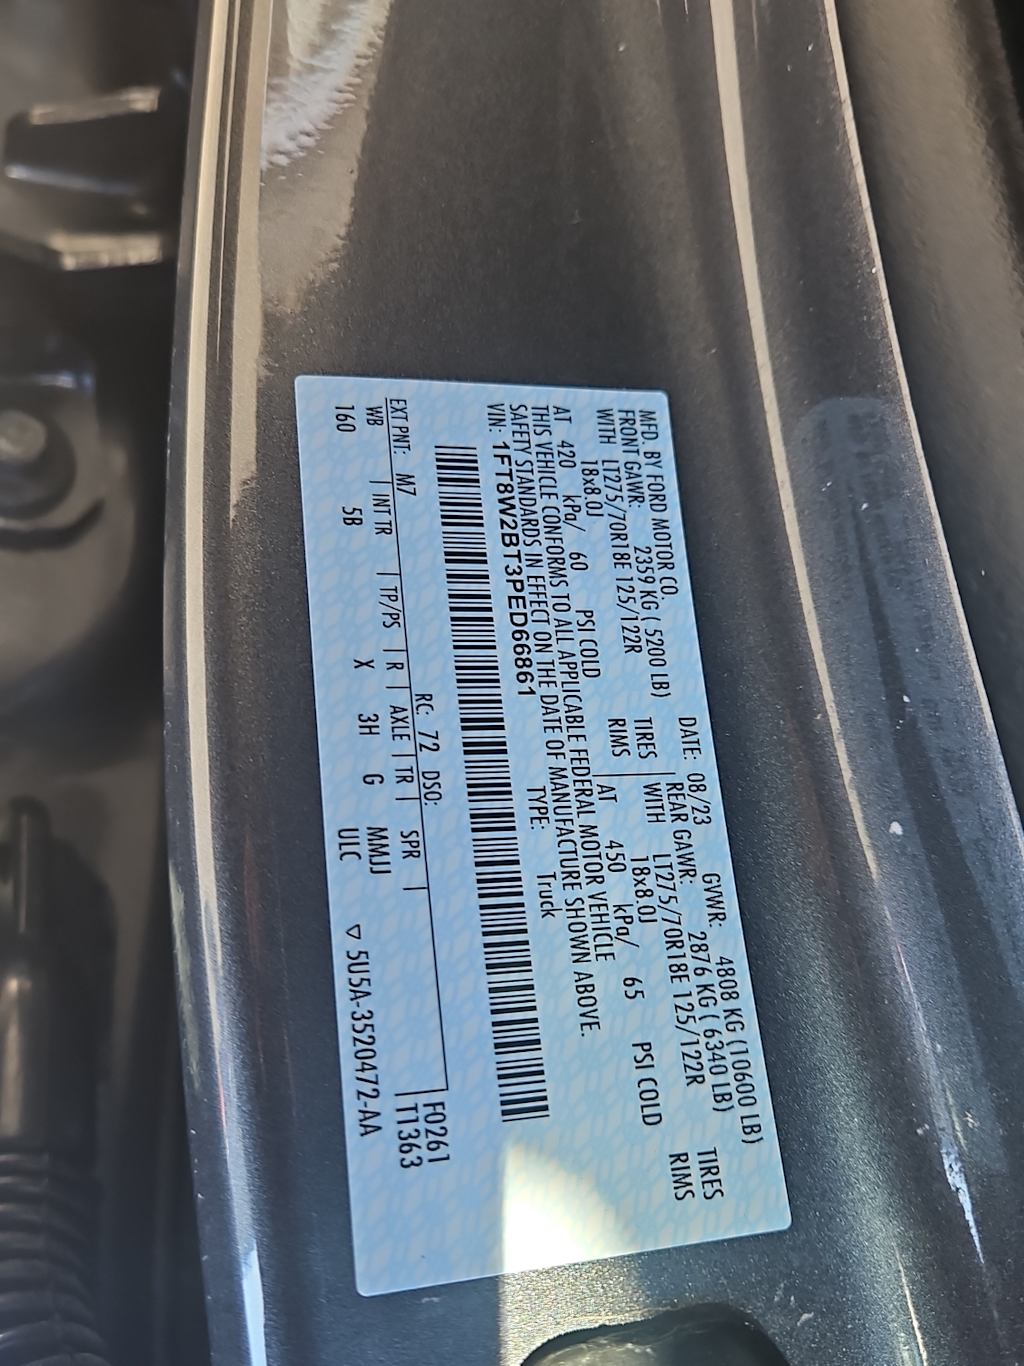 MFD. BY FORD MOTOR CO.
DATE: 08/23 GVWR: 4808 KG (10600 LB)
FRONT GAWR: 2359 KG ( 5200 LB) REAR GAWR: 2876 KG ( 6340 LB)
WITH LT275/70R18E 125/122R TIRES WITH LT275/70R18E 125/122R TIRES
18x8.0J RIMS 18x8.0J RIMS
AT 420 kPa/ 60 PSI COLD AT 450 kPa/ 65 PSI COLD
THIS VEHICLE CONFORMS TO ALL APPLICABLE FEDERAL MOTOR VEHICLE
SAFETY STANDARDS IN EFFECT ON THE DATE OF MANUFACTURE SHOWN ABOVE.
VIN: 1FT8W2BT3PED66861 TYPE: Truck
F0261
T1363
EXT PNT: M7 RC: 72 DSO:
WB INT TR TP/PS R AXLE TR SPR
160 5B X 3H G MMJJ
ULC ▽ 5U5A-3520472-AA